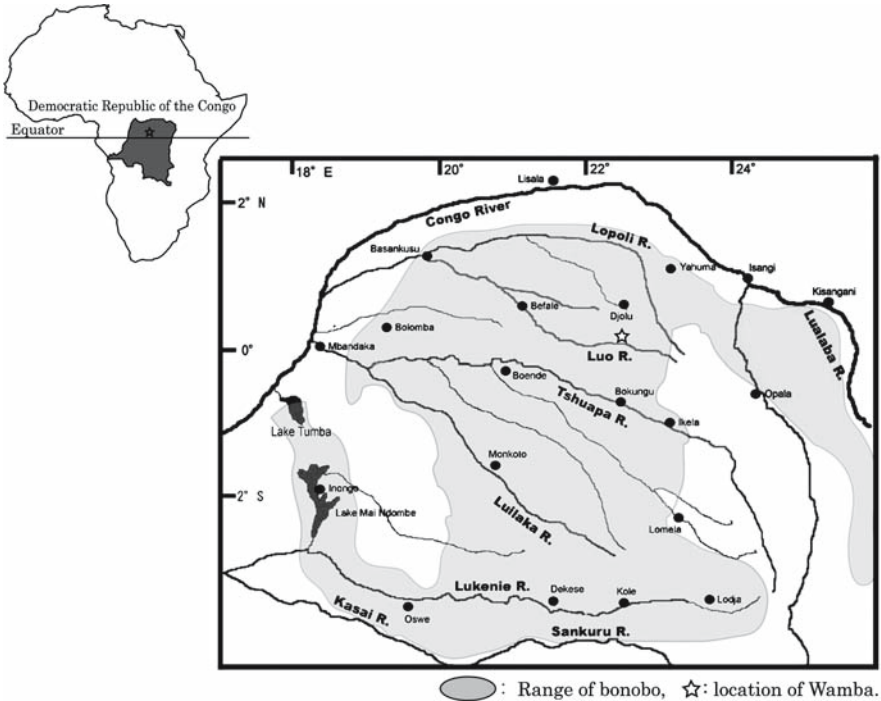 Democratic Republic of the Congo
Equator
18° E
20°
22°
24°
Lisala
2° N
Congo River
Lopoli R.
Basankusu
Yahuma
Isangi
Kisangani
Befale
Djolu
Bolomba
Lualaba R.
0°
Mbandaka
Luo R.
Boende
Tshuapa R.
Bokungu
Opala
Ikela
Lake Tumba
Monkoto
2° S
Inongo
Lake Mai Ndombe
Luilaka R.
Lomela
Lukenie R.
Dekese
Kole
Lodja
Kasai R.
Oswe
Sankuru R.
: Range of bonobo, ☆: location of Wamba.